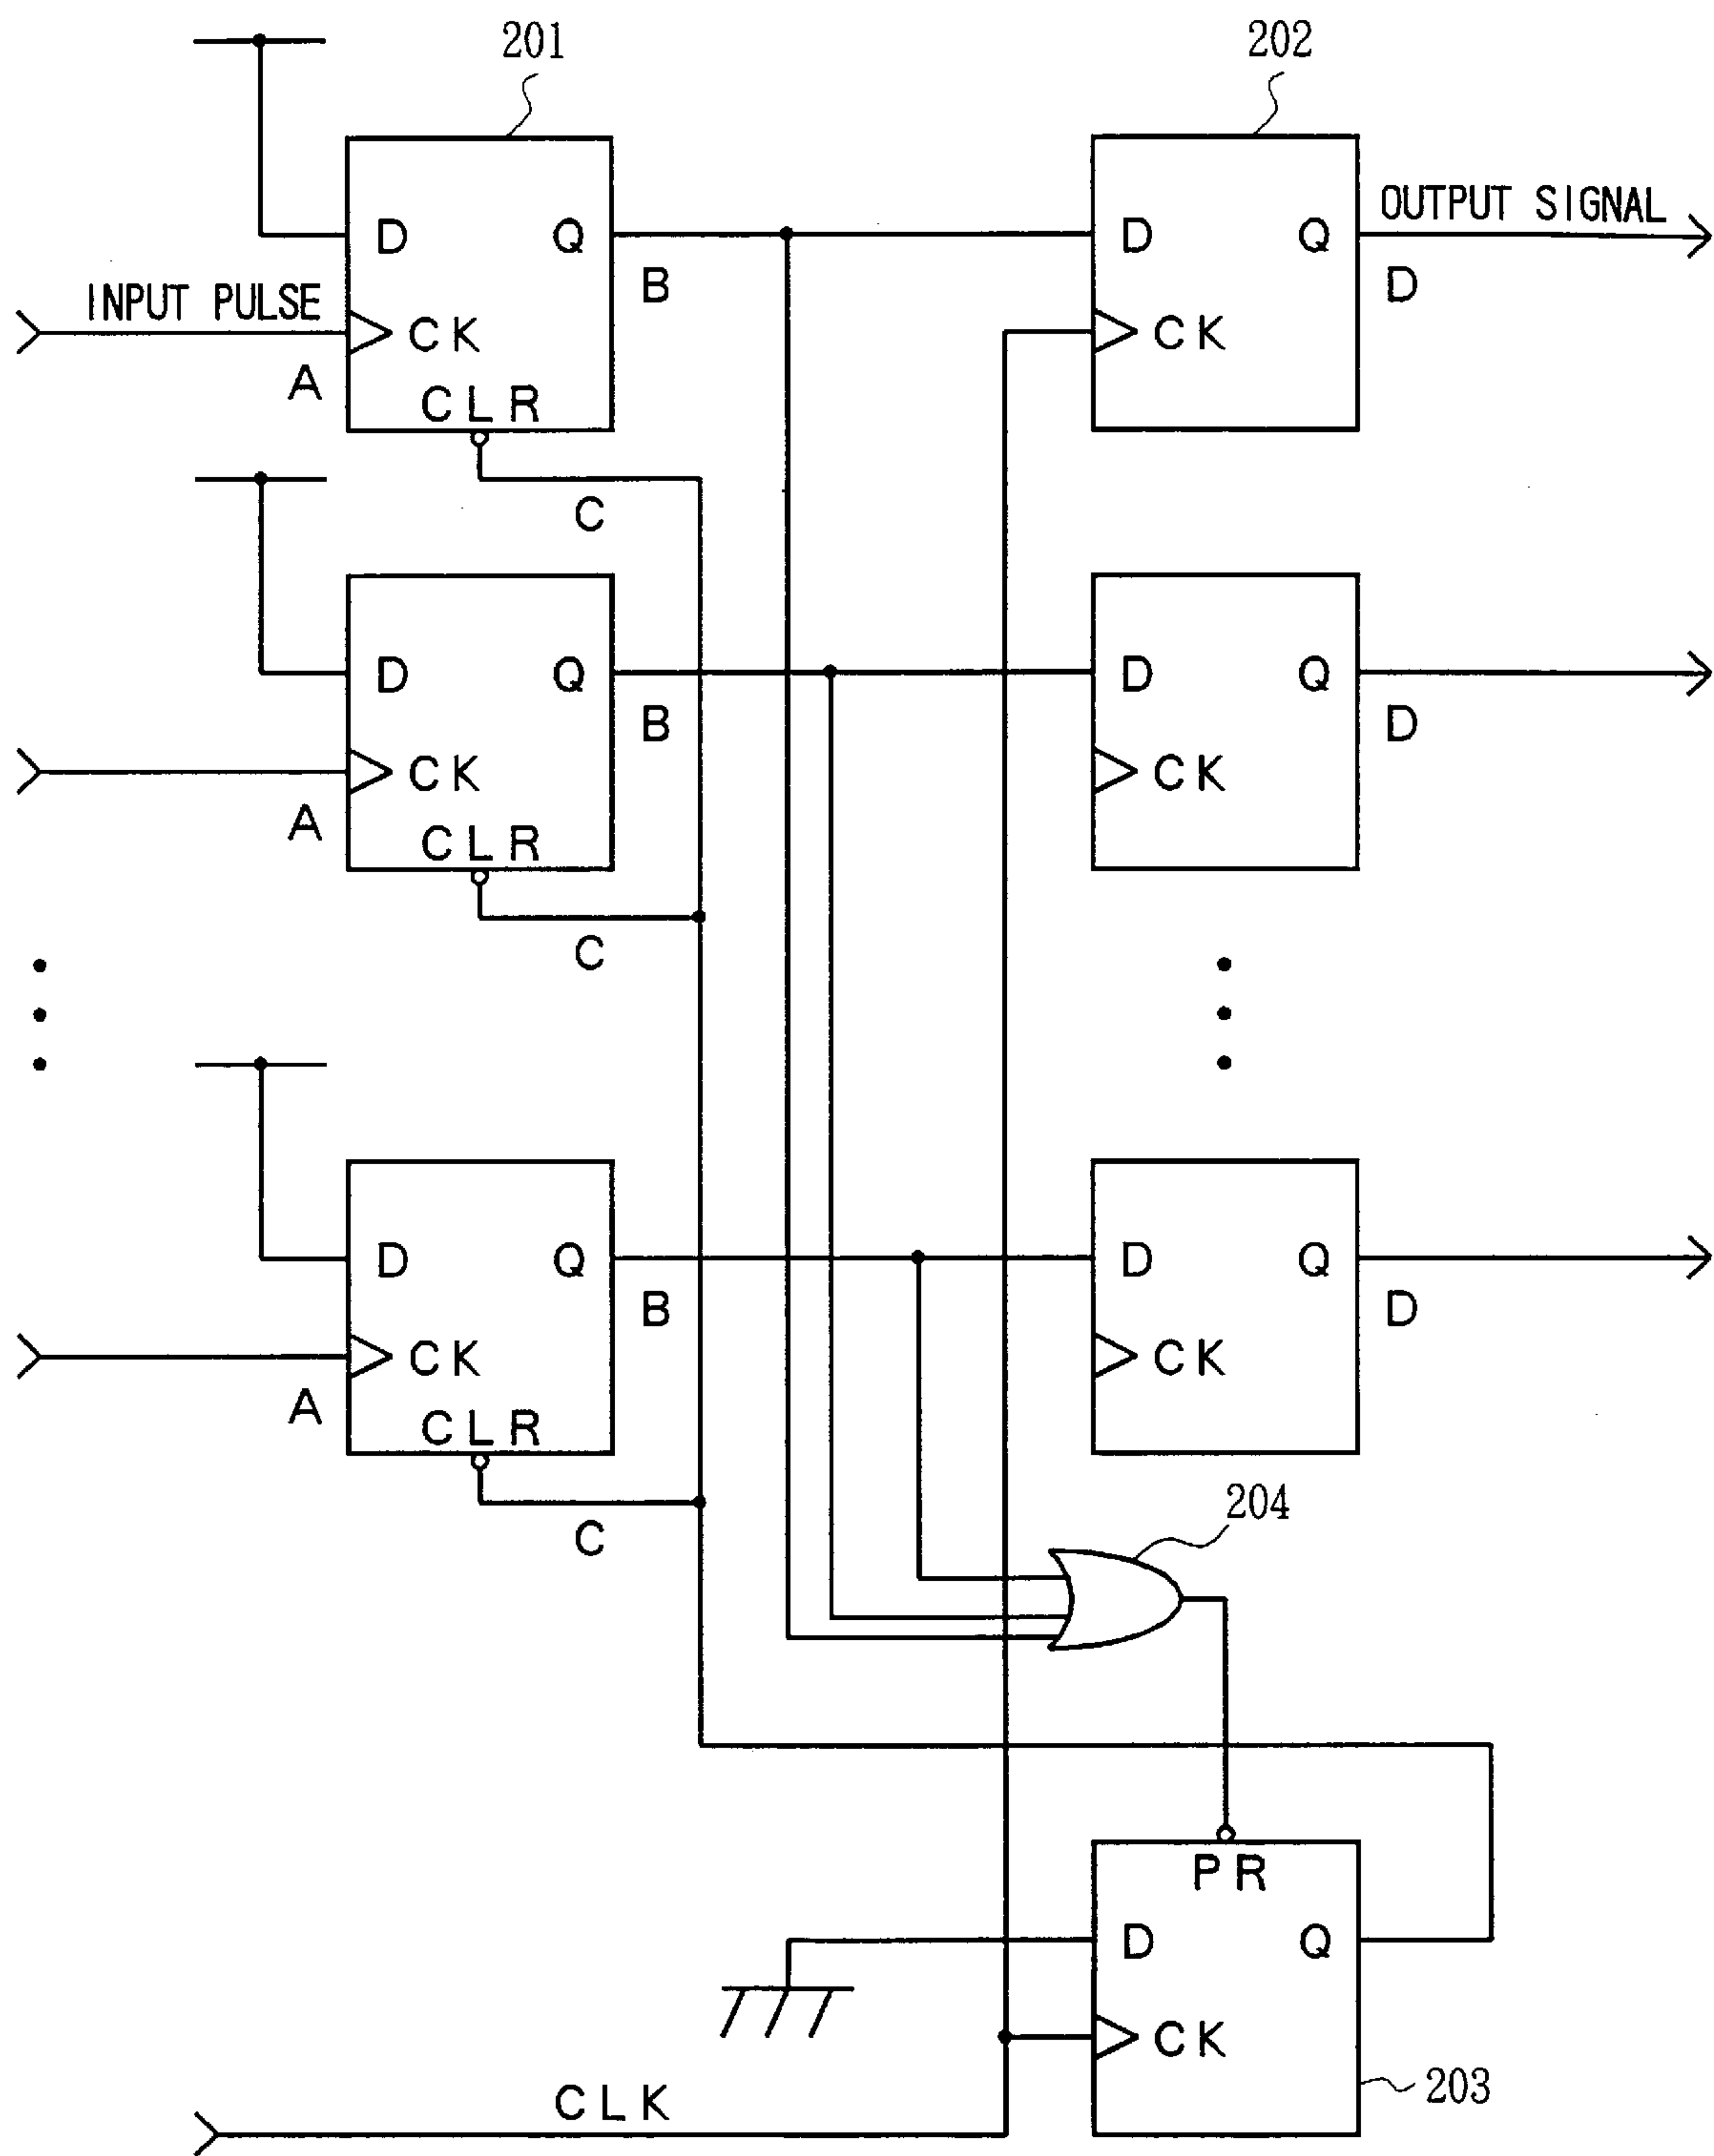 201
202
D Q
B
INPUT PULSE
CK
A
CLR
C
D Q
OUTPUT SIGNAL
D
CK
D Q
B
CK
A
CLR
C
D Q
D
CK
D Q
B
CK
A
CLR
C
D Q
D
CK
204
PR
D Q
CK
203
CLK